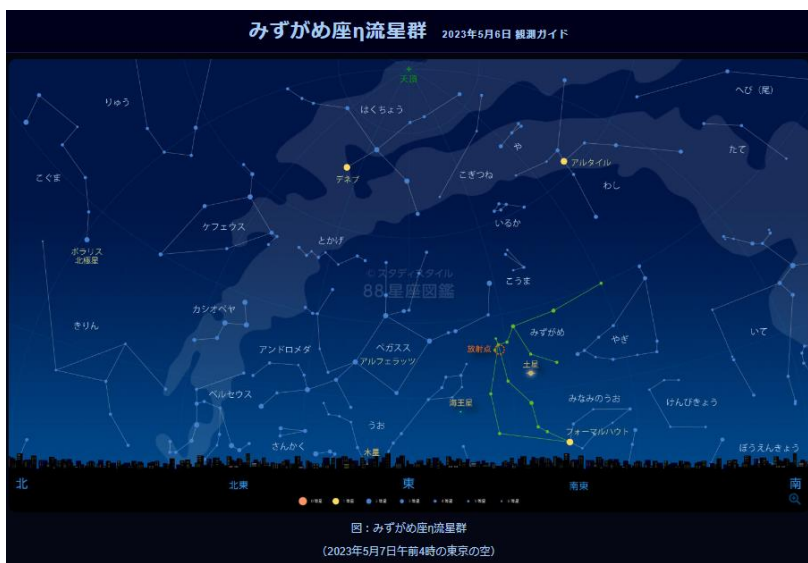 みずがめ座η流星群 2023年5月6日 観測ガイド
天頂
りゅう
はくちょう
へび（尾）
や
アルタイル
たて
こぐま
デネブ
こぎつね
わし
ケフェウス
とかげ
いるか
ポラリス
北極星
© スタディスタイル
88星座図鑑
こうま
カシオペヤ
きりん
アンドロメダ
ペガスス
放射点
みずがめ
やぎ
いて
アルフェラッツ
土星
ペルセウス
海王星
みなみのうお
けんびきょう
うお
さんかく
木星
フォーマルハウト
ぼうえんきょう
北
北東
東
南東
南
図：みずがめ座η流星群
（2023年5月7日午前4時の東京の空）